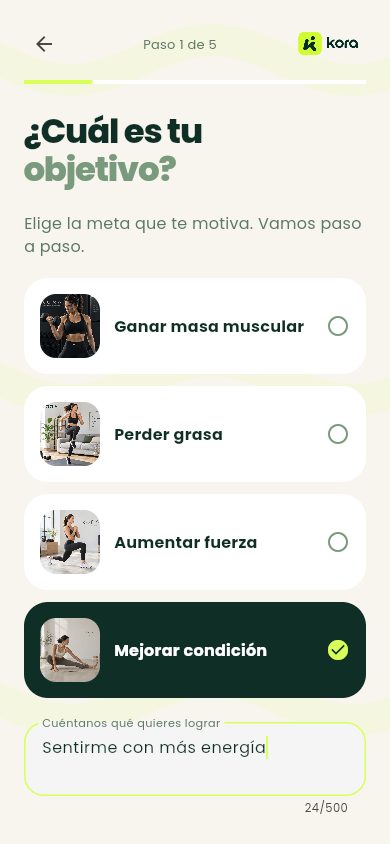 Paso 1 de 5
kora
¿Cuál es tu
objetivo?
Elige la meta que te motiva. Vamos paso
a paso.
Ganar masa muscular
Perder grasa
Aumentar fuerza
Mejorar condición
Cuéntanos qué quieres lograr
Sentirme con más energía
24/500